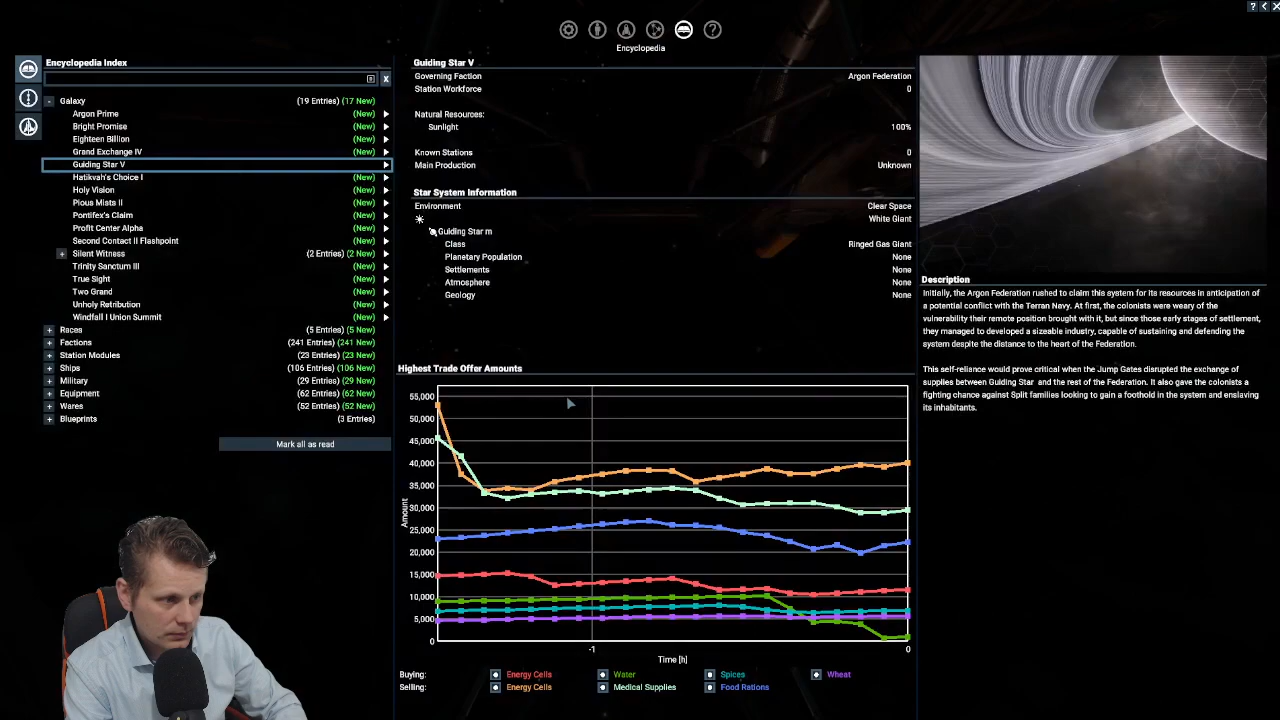 ?
Encyclopedia
Encyclopedia Index
x
- Galaxy (19 Entries) (17 New)
Argon Prime (New)
Bright Promise (New)
Eighteen Billion (New)
Grand Exchange IV (New)
Guiding Star V
Hatikvah's Choice I (New)
Holy Vision (New)
Pious Mists II (New)
Pontifex's Claim (New)
Profit Center Alpha (New)
Second Contact II Flashpoint (New)
+ Silent Witness (2 Entries) (2 New)
Trinity Sanctum III (New)
True Sight (New)
Two Grand (New)
Unholy Retribution (New)
Windfall I Union Summit (New)
+ Races (5 Entries) (5 New)
+ Factions (241 Entries) (241 New)
+ Station Modules (23 Entries) (23 New)
+ Ships (106 Entries) (106 New)
+ Military (29 Entries) (29 New)
+ Equipment (62 Entries) (62 New)
+ Wares (52 Entries) (52 New)
+ Blueprints (3 Entries)
Mark all as read
Guiding Star V
Governing Faction Argon Federation
Station Workforce 0
Natural Resources:
Sunlight 100%
Known Stations 0
Main Production Unknown
Star System Information
Environment Clear Space
White Giant
Guiding Star m
Class Ringed Gas Giant
Planetary Population None
Settlements None
Atmosphere None
Geology None
Highest Trade Offer Amounts
55,000
50,000
45,000
40,000
35,000
30,000
25,000
20,000
15,000
10,000
5,000
0
Amount
-1 0
Time [h]
Buying: Energy Cells Water Spices Wheat
Selling: Energy Cells Medical Supplies Food Rations
? < x
Description
Initially, the Argon Federation rushed to claim this system for its resources in anticipation of
a potential conflict with the Terran Navy. At first, the colonists were weary of the
vulnerability their remote position brought with it, but since those early stages of settlement,
they managed to developed a sizeable industry, capable of sustaining and defending the
system despite the distance to the heart of the Federation.
This self-reliance would prove critical when the Jump Gates disrupted the exchange of
supplies between Guiding Star and the rest of the Federation. It also gave the colonists a
fighting chance against Split families looking to gain a foothold in the system and enslaving
its inhabitants.